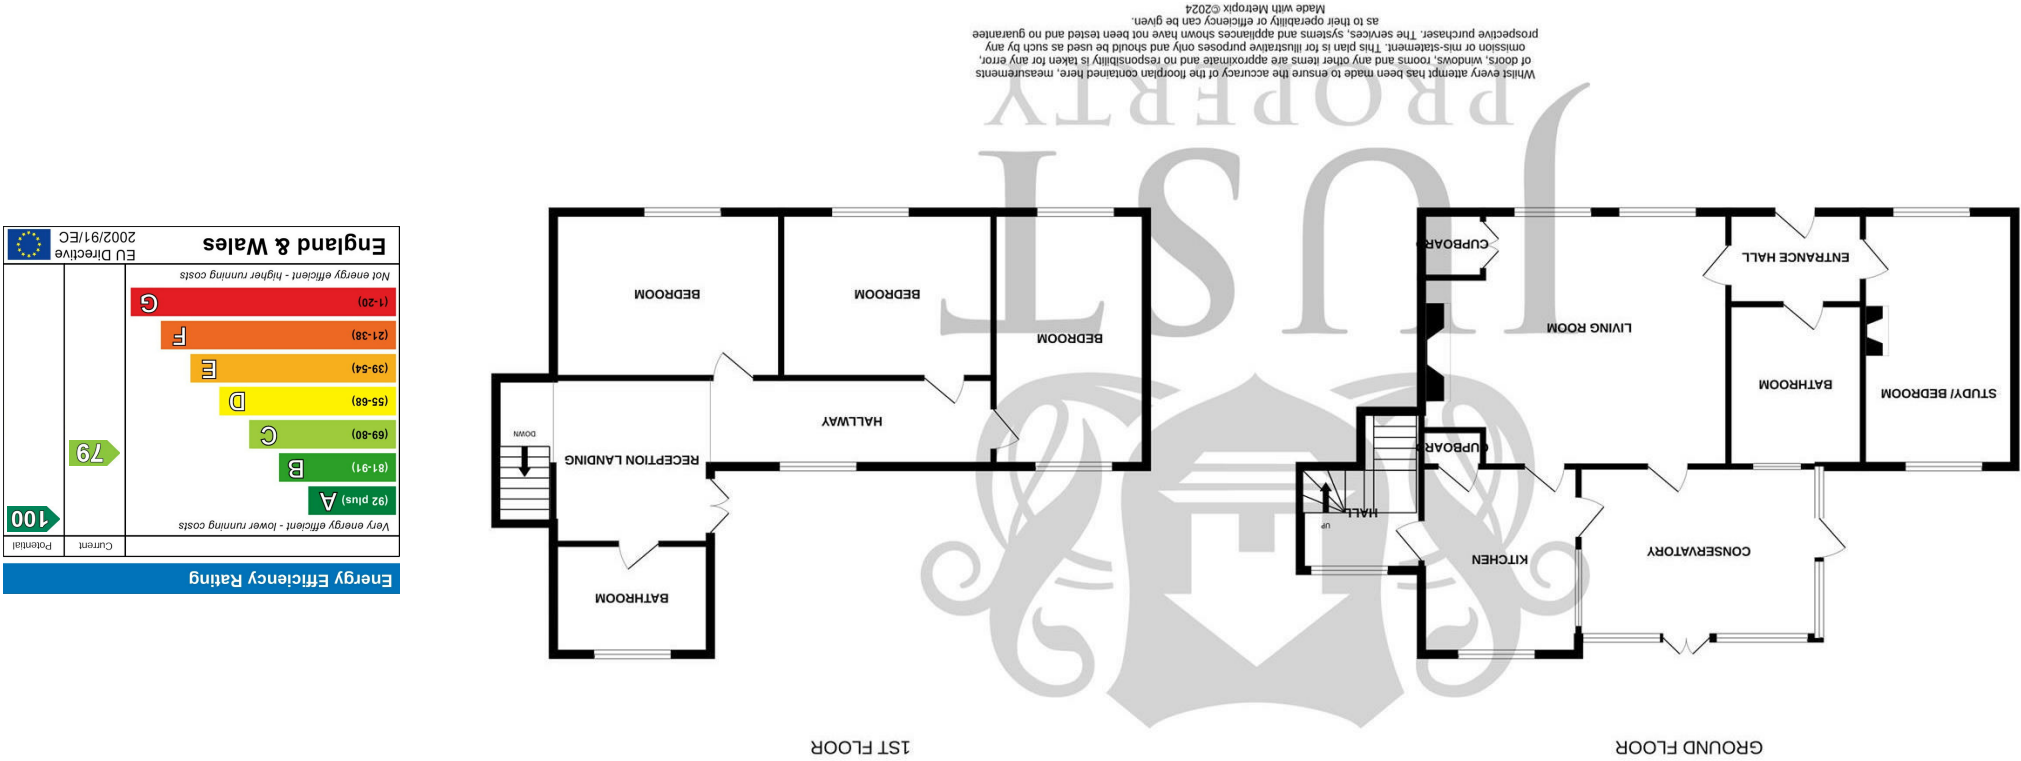 GROUND FLOOR
1ST FLOOR
KITCHEN
CONSERVATORY
HALL
UP
CUPBOARD
STUDY/ BEDROOM
BATHROOM
LIVING ROOM
ENTRANCE HALL
CUPBOARD
BATHROOM
RECEPTION LANDING
DOWN
HALLWAY
BEDROOM
BEDROOM
BEDROOM
JUST
PROPERTY
Whilst every attempt has been made to ensure the accuracy of the floorplan contained here, measurements
of doors, windows, rooms and any other items are approximate and no responsibility is taken for any error,
omission or mis-statement. This plan is for illustrative purposes only and should be used as such by any
prospective purchaser. The services, systems and appliances shown have not been tested and no guarantee
as to their operability or efficiency can be given.
Made with Metropix ©2024
Energy Efficiency Rating
Current Potential
Very energy efficient - lower running costs
(92 plus) A
(81-91) B
(69-80) C
(55-68) D
(39-54) E
(21-38) F
(1-20) G
Not energy efficient - higher running costs
79
100
England & Wales
EU Directive
2002/91/EC